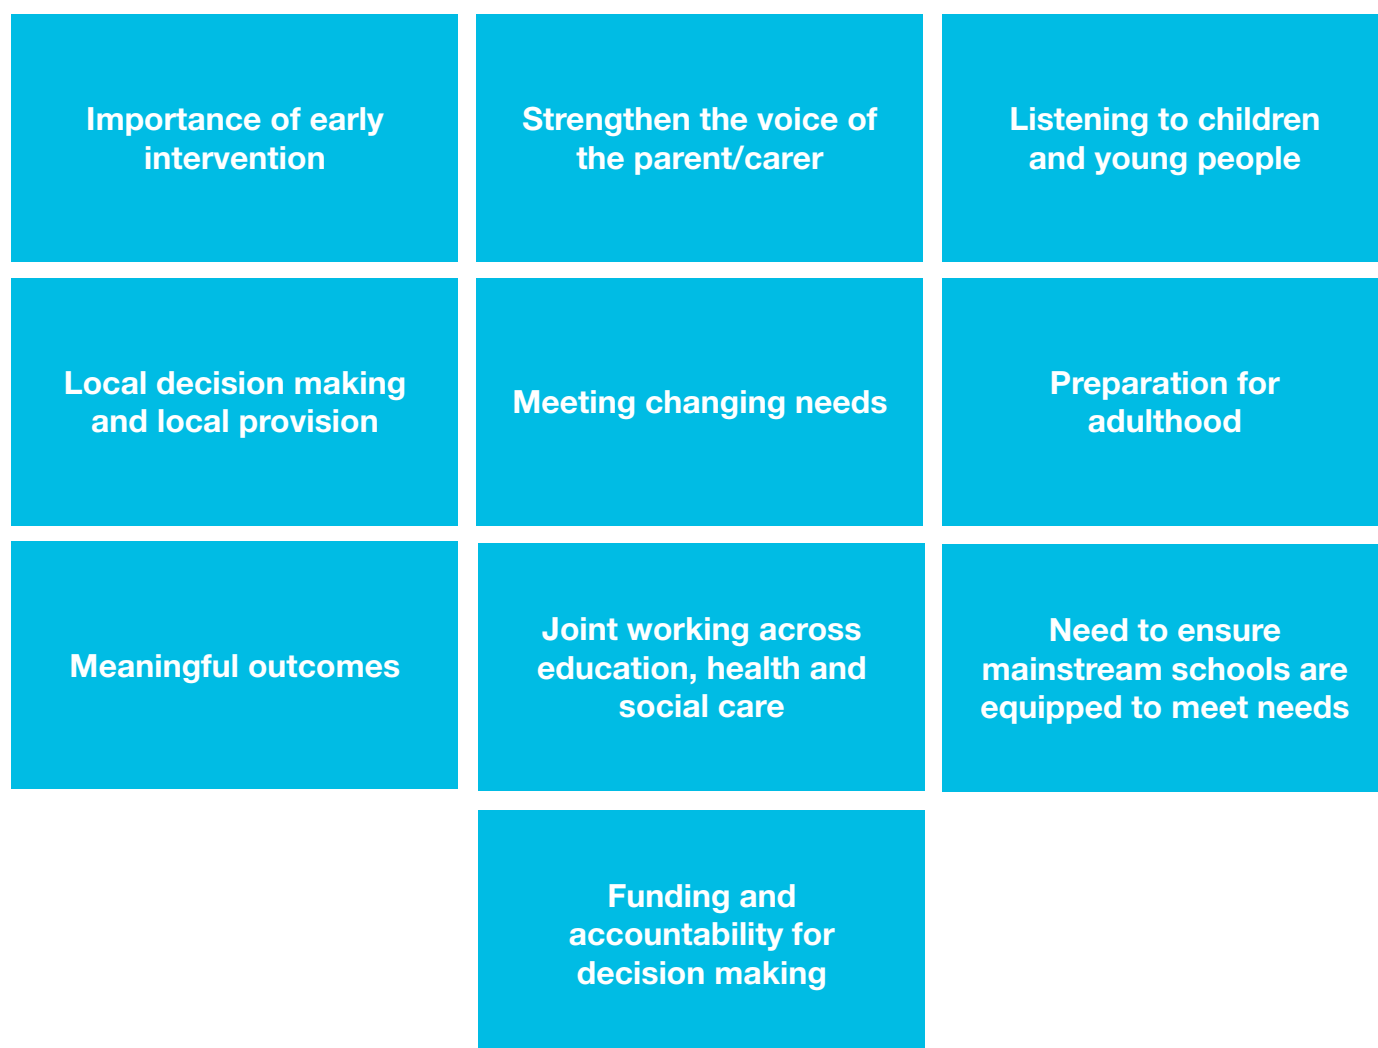 Importance of early
intervention
Strengthen the voice of
the parent/carer
Listening to children
and young people
Local decision making
and local provision
Meeting changing needs
Preparation for
adulthood
Meaningful outcomes
Joint working across
education, health and
social care
Need to ensure
mainstream schools are
equipped to meet needs
Funding and
accountability for
decision making